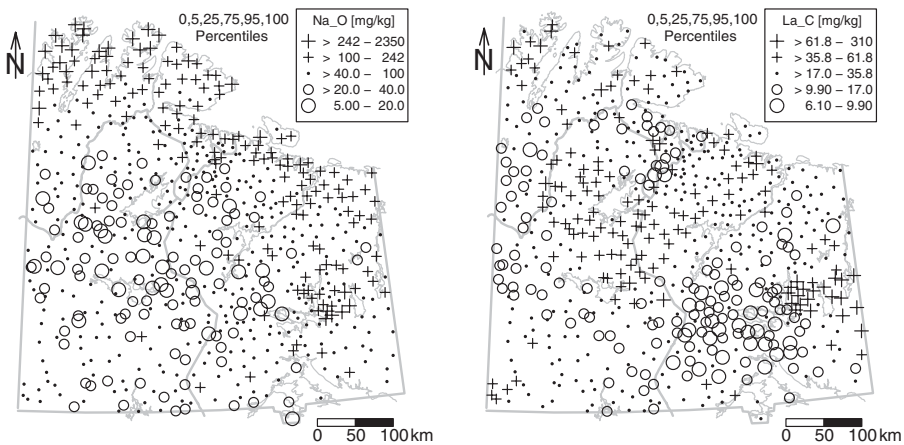 0,5,25,75,95,100
Percentiles
Na_O [mg/kg]
> 242 – 2350
> 100 – 242
> 40.0 – 100
> 20.0 – 40.0
5.00 – 20.0
N
0 50 100 km
0,5,25,75,95,100
Percentiles
La_C [mg/kg]
> 61.8 – 310
> 35.8 – 61.8
> 17.0 – 35.8
> 9.90 – 17.0
6.10 – 9.90
N
0 50 100 km